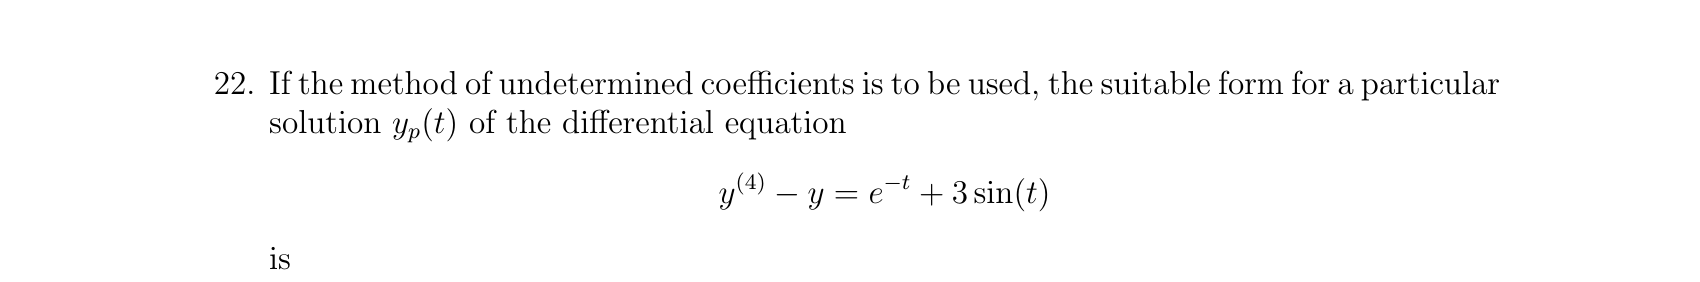 22. If the method of undetermined coefficients is to be used, the suitable form for a particular
solution $y_p(t)$ of the differential equation
$y^{(4)} - y = e^{-t} + 3\sin(t)$
is